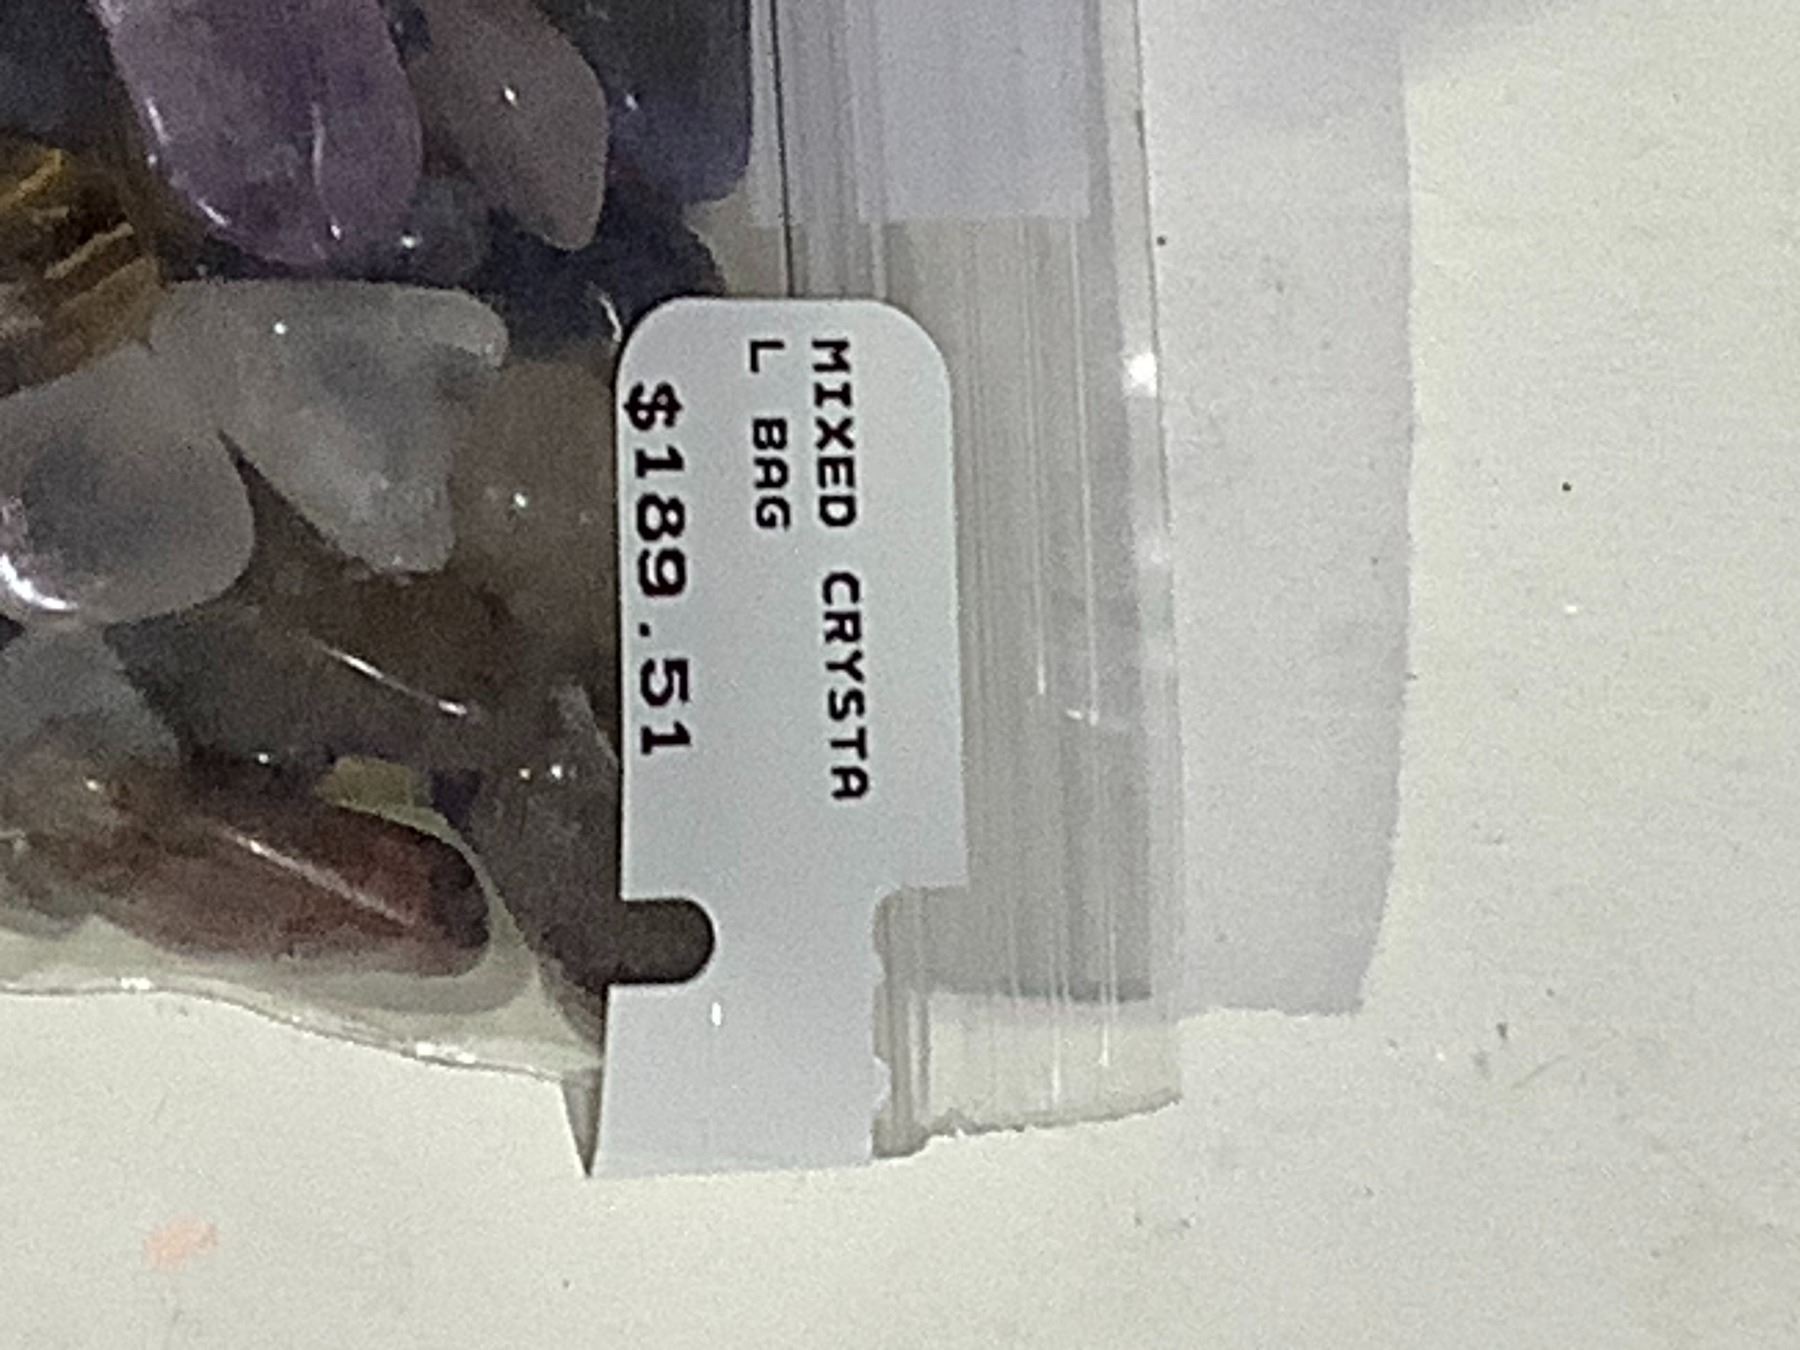 MIXED CRYSTA
L BAG
$189.51